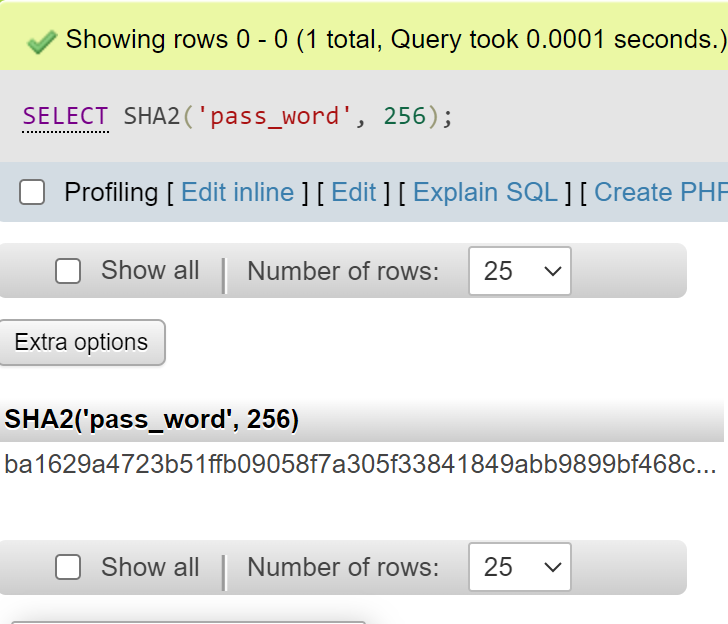 Showing rows 0 - 0 (1 total, Query took 0.0001 seconds.)
SELECT SHA2('pass_word', 256);
Profiling [ Edit inline ] [ Edit ] [ Explain SQL ] [ Create PHP
Show all Number of rows: 25
Extra options
SHA2('pass_word', 256)
ba1629a4723b51ffb09058f7a305f33841849abb9899bf468c...
Show all Number of rows: 25